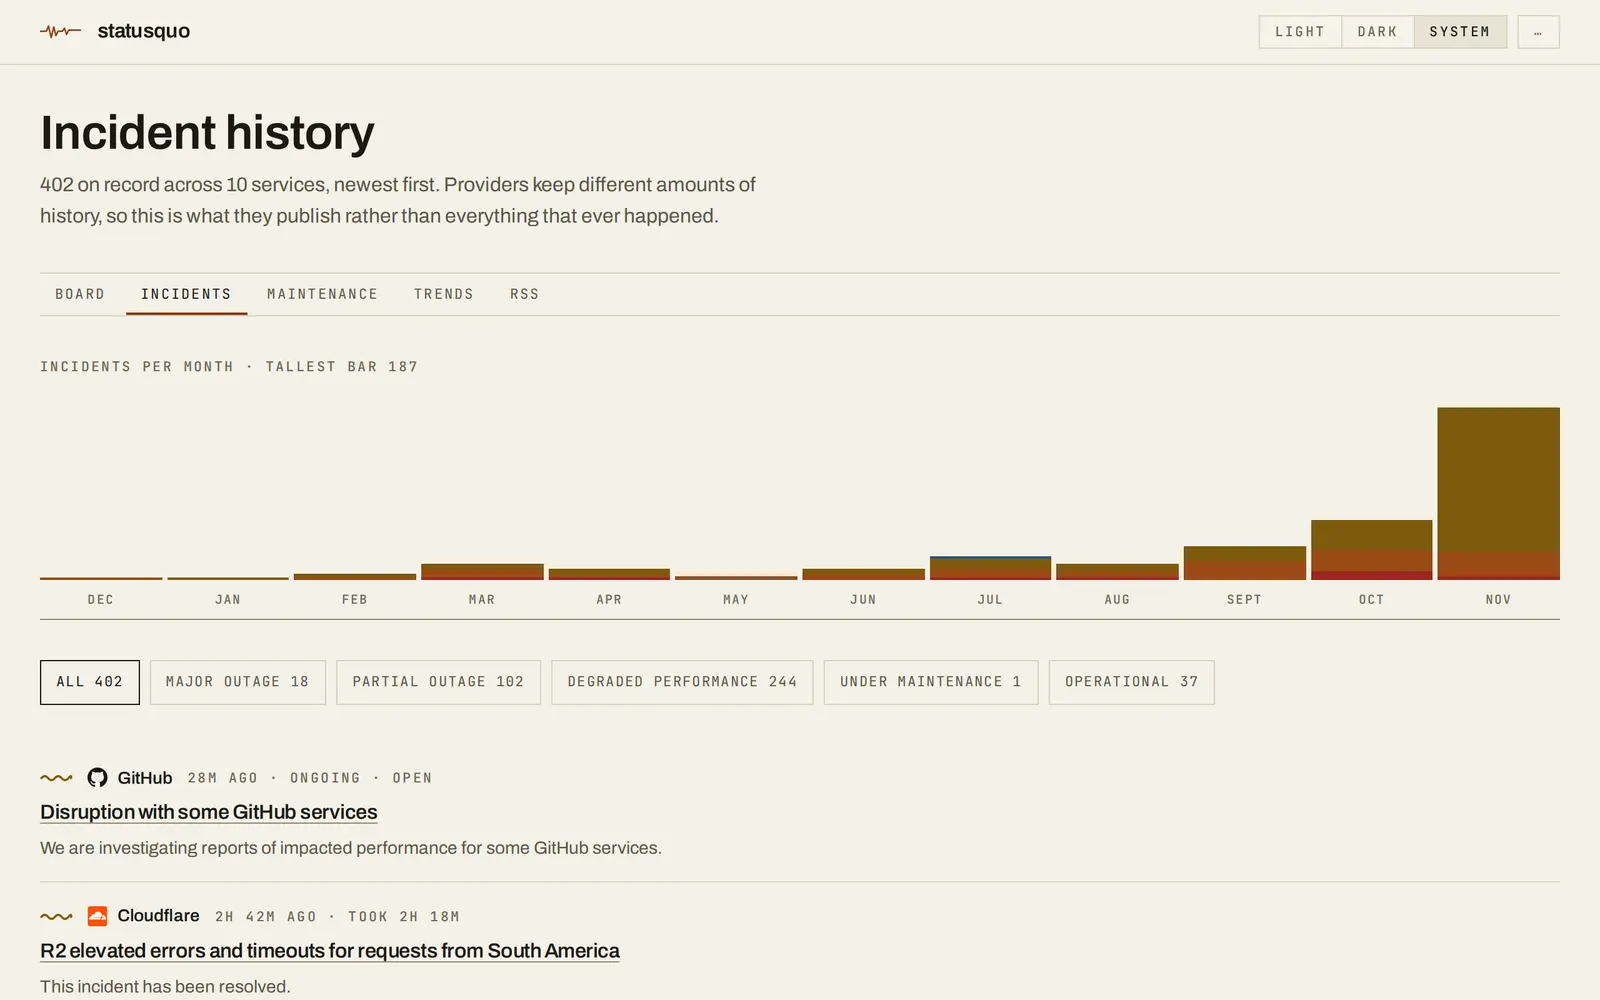 statusquo
LIGHT DARK SYSTEM …
Incident history
402 on record across 10 services, newest first. Providers keep different amounts of
history, so this is what they publish rather than everything that ever happened.
BOARD INCIDENTS MAINTENANCE TRENDS RSS
INCIDENTS PER MONTH · TALLEST BAR 187
DEC JAN FEB MAR APR MAY JUN JUL AUG SEPT OCT NOV
ALL 402 MAJOR OUTAGE 18 PARTIAL OUTAGE 102 DEGRADED PERFORMANCE 244 UNDER MAINTENANCE 1 OPERATIONAL 37
GitHub 28M AGO · ONGOING · OPEN
Disruption with some GitHub services
We are investigating reports of impacted performance for some GitHub services.
Cloudflare 2H 42M AGO · TOOK 2H 18M
R2 elevated errors and timeouts for requests from South America
This incident has been resolved.